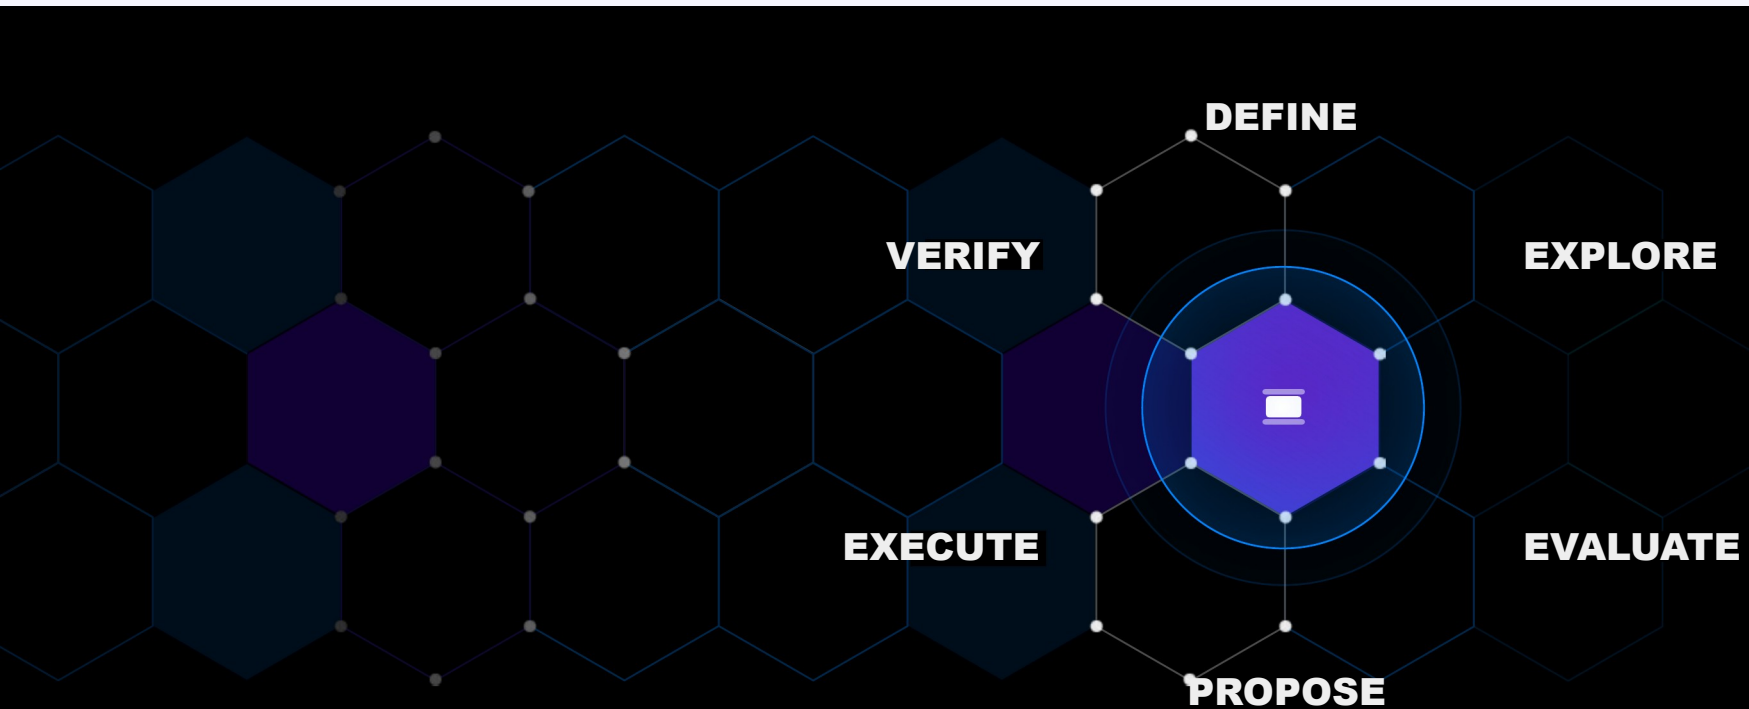 DEFINE
VERIFY
EXPLORE
EXECUTE
EVALUATE
PROPOSE